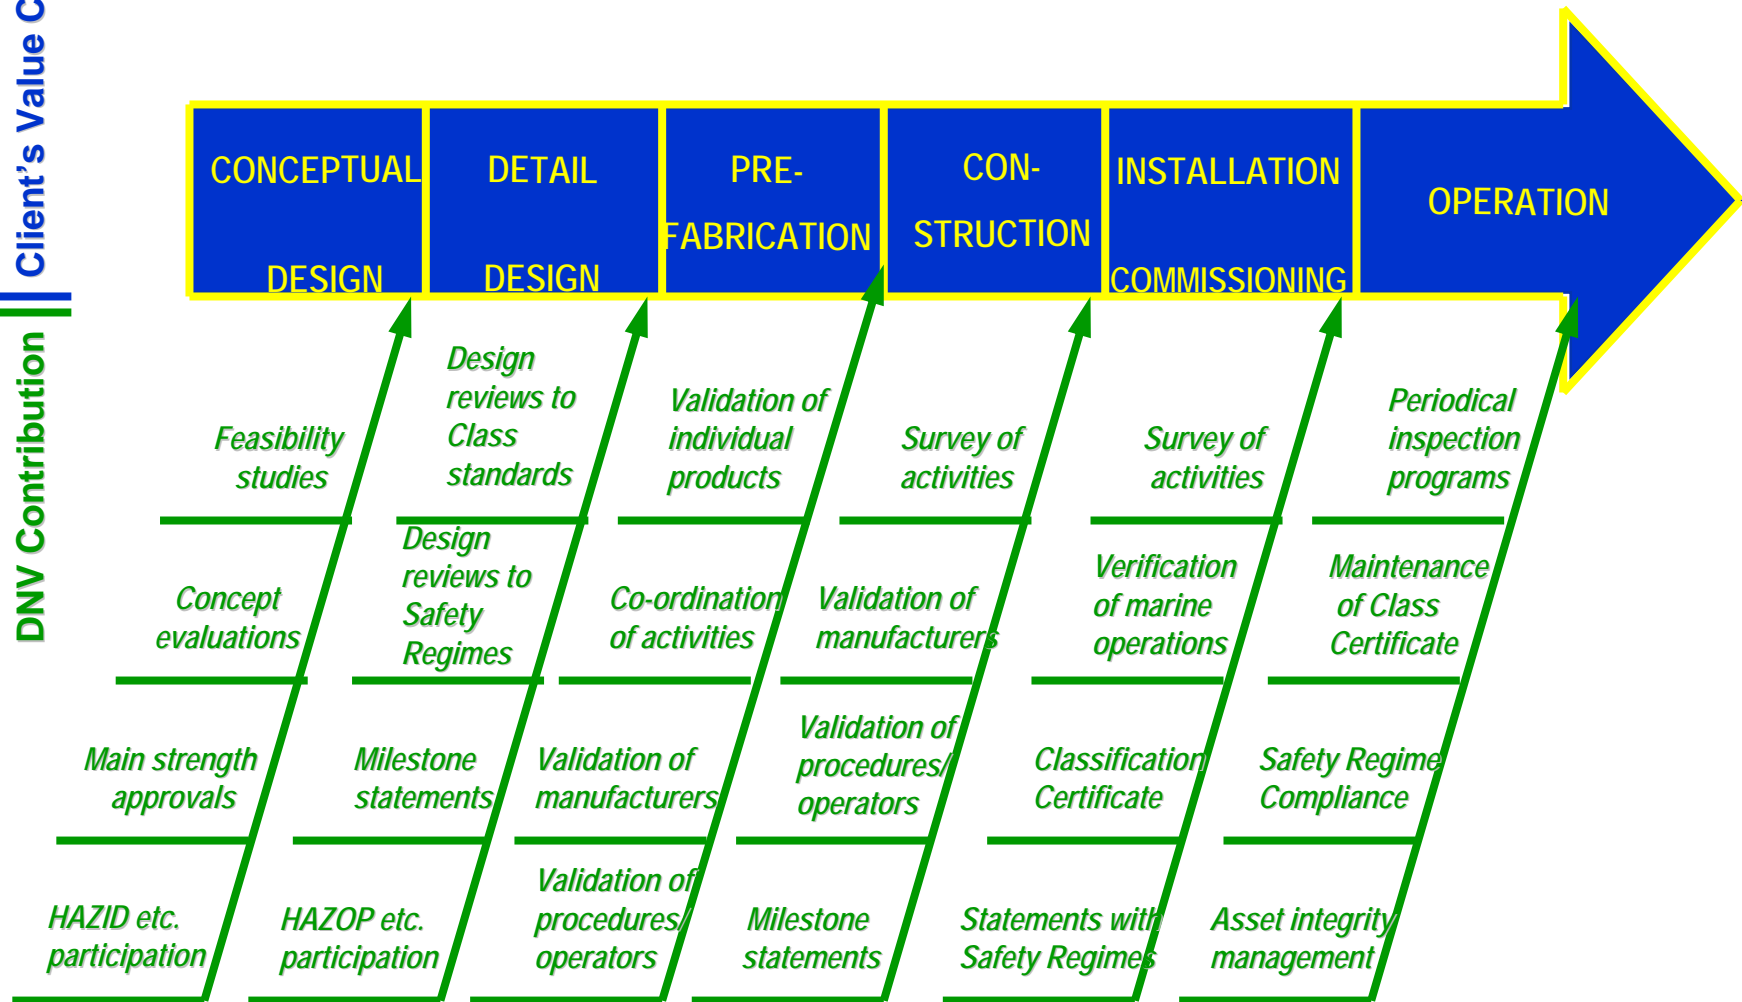 Client's Value C
DNV Contribution
CONCEPTUAL
DESIGN
DETAIL
DESIGN
PRE-
FABRICATION
CON-
STRUCTION
INSTALLATION
COMMISSIONING
OPERATION
Feasibility
studies
Concept
evaluations
Main strength
approvals
HAZID etc.
participation
Design
reviews to
Class
standards
Design
reviews to
Safety
Regimes
Milestone
statements
HAZOP etc.
participation
Validation of
individual
products
Co-ordination
of activities
Validation of
manufacturers
Validation of
procedures/
operators
Survey of
activities
Validation of
manufacturers
Validation of
procedures/
operators
Milestone
statements
Survey of
activities
Verification
of marine
operations
Classification
Certificate
Statements with
Safety Regimes
Periodical
inspection
programs
Maintenance
of Class
Certificate
Safety Regime
Compliance
Asset integrity
management